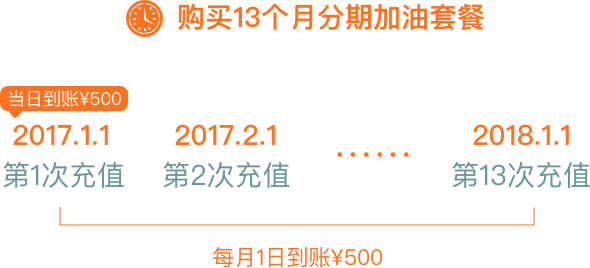 购买13个月分期加油套餐
当日到账¥500
2017.1.1
2017.2.1
……
2018.1.1
第1次充值
第2次充值
第13次充值
每月1日到账¥500